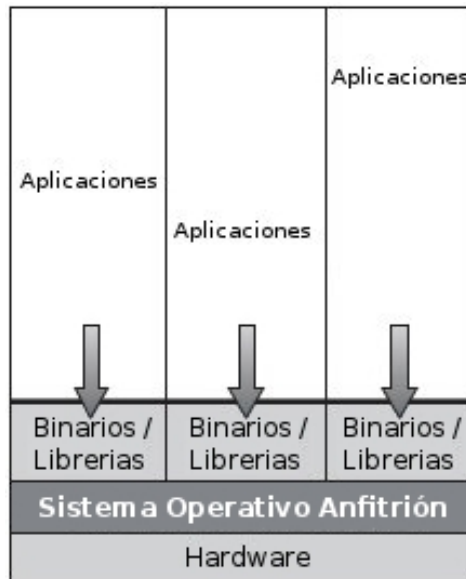 Aplicaciones
Aplicaciones
Aplicaciones
Binarios /
Librerias
Binarios /
Librerias
Binarios /
Librerias
Sistema Operativo Anfitrión
Hardware